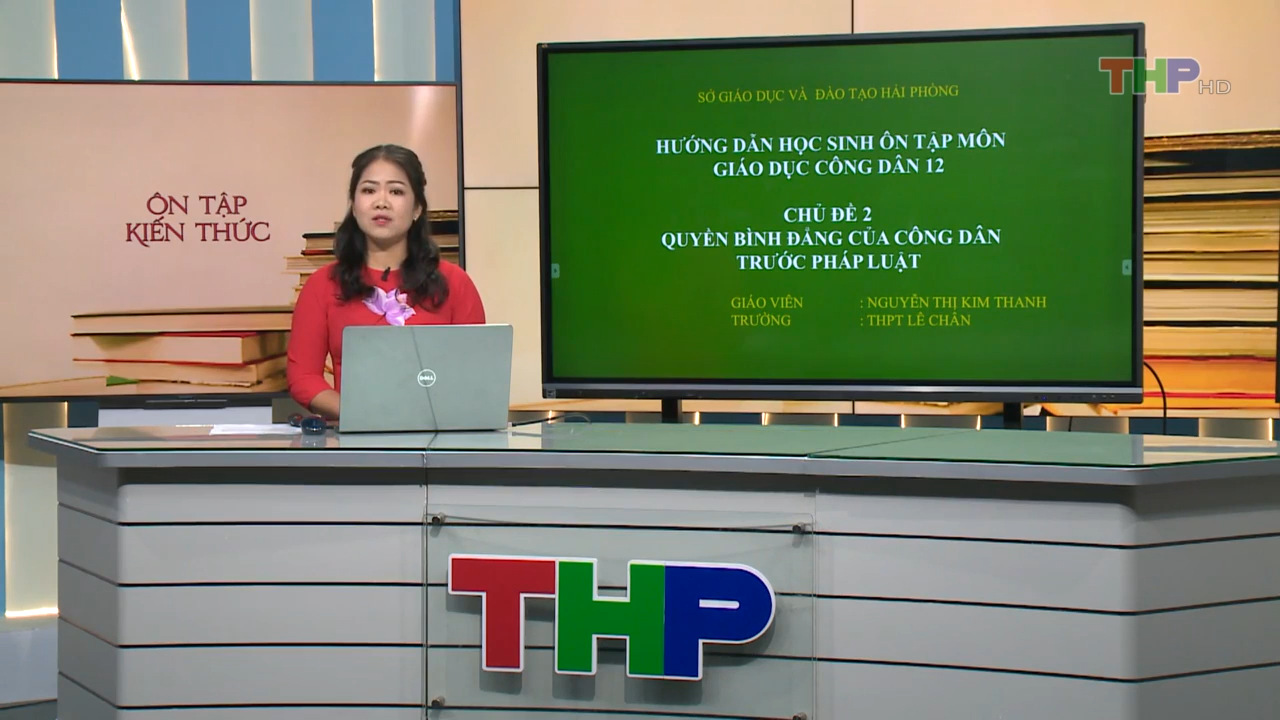 ÔN TẬP
KIẾN THỨC
SỞ GIÁO DỤC VÀ ĐÀO TẠO HẢI PHÒNG
HƯỚNG DẪN HỌC SINH ÔN TẬP MÔN
GIÁO DỤC CÔNG DÂN 12
CHỦ ĐỀ 2
QUYỀN BÌNH ĐẲNG CỦA CÔNG DÂN
TRƯỚC PHÁP LUẬT
GIÁO VIÊN : NGUYỄN THỊ KIM THANH
TRƯỜNG : THPT LÊ CHÂN
THP HD
DELL
THP